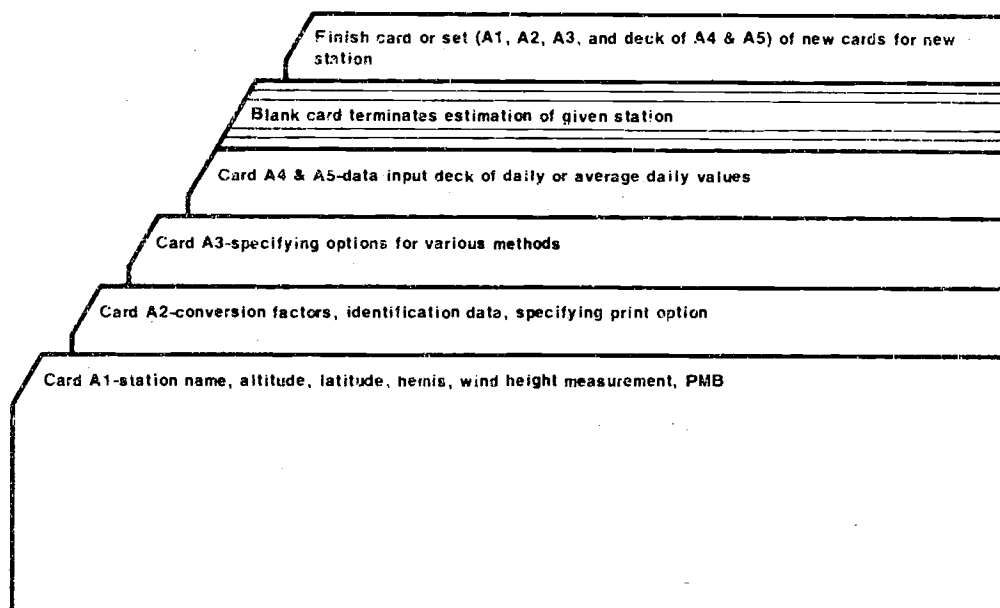 Finish card or set (A1, A2, A3, and deck of A4 & A5) of new cards for new
station
Blank card terminates estimation of given station
Card A4 & A5-data input deck of daily or average daily values
Card A3-specifying options for various methods
Card A2-conversion factors, identification data, specifying print option
Card A1-station name, altitude, latitude, hemis, wind height measurement, PMB